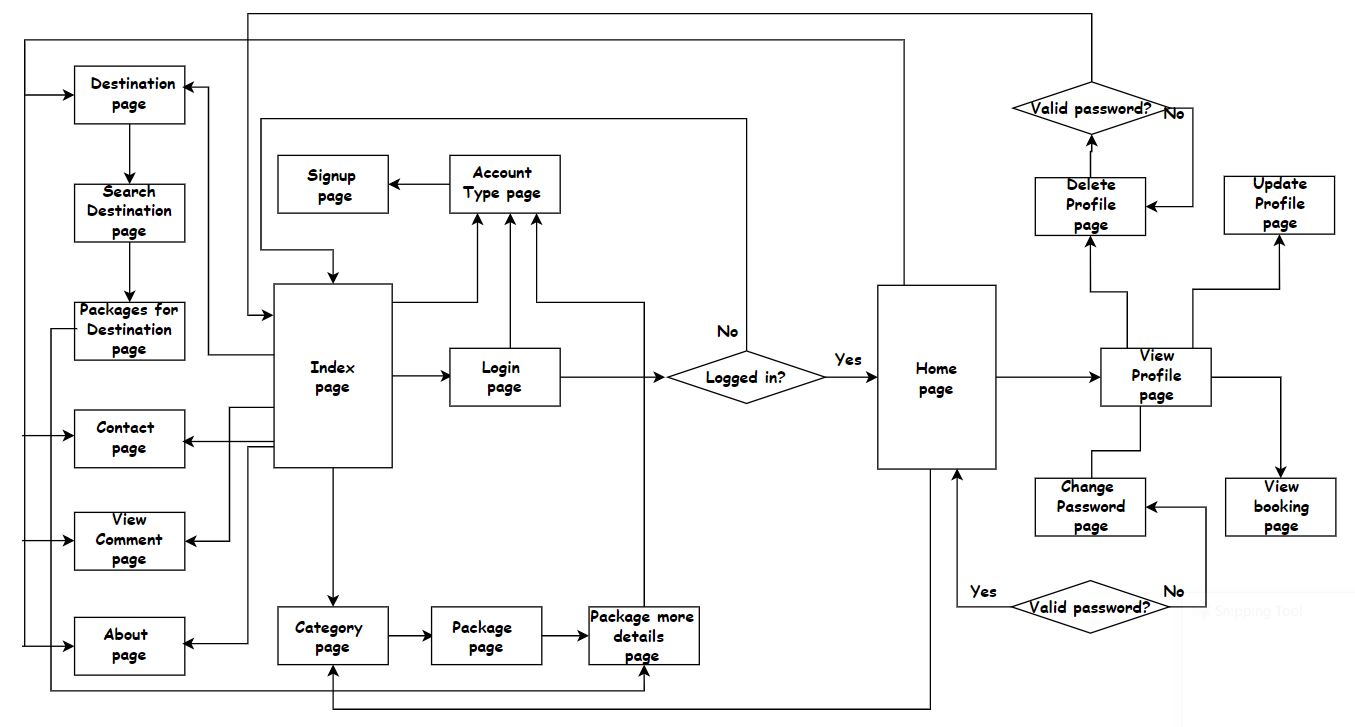 Destination
page
Valid password?
No
Signup
page
Account
Type page
Delete
Profile
page
Update
Profile
page
Search
Destination
page
Packages for
Destination
page
No
Index
page
Login
page
Logged in?
Yes
Home
page
View
Profile
page
Contact
page
Change
Password
page
View
booking
page
View
Comment
page
Yes
Valid password?
No
Snipping Tool
About
page
Category
page
Package
page
Package more
details
page